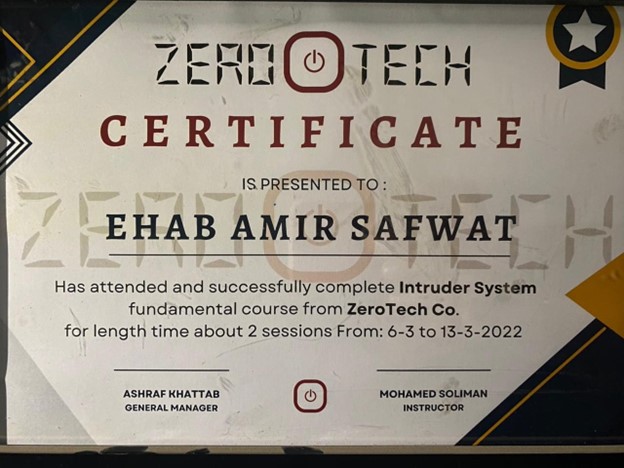 ZERO TECH
CERTIFICATE
IS PRESENTED TO :
EHAB AMIR SAFWAT
Has attended and successfully complete Intruder System
fundamental course from ZeroTech Co.
for length time about 2 sessions From: 6-3 to 13-3-2022
ASHRAF KHATTAB
GENERAL MANAGER
MOHAMED SOLIMAN
INSTRUCTOR